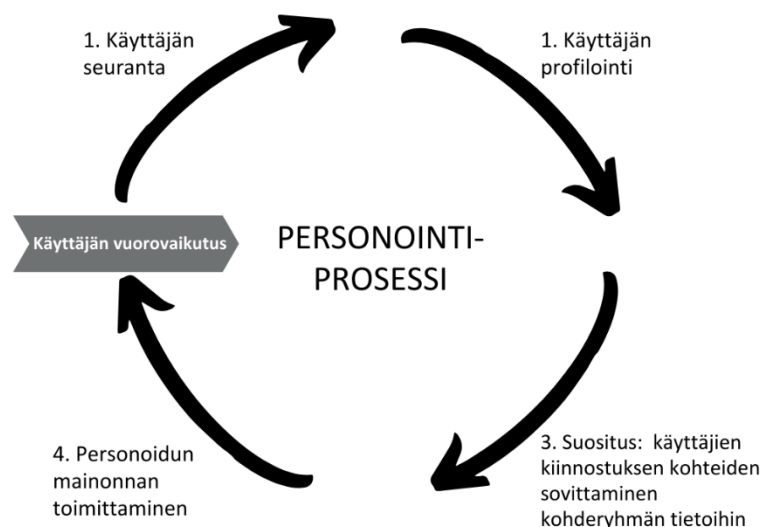 1. Käyttäjän
seuranta
1. Käyttäjän
profilointi
Käyttäjän vuorovaikutus
PERSONOINTI-
PROSESSI
4. Personoidun
mainonnan
toimittaminen
3. Suositus:  käyttäjien
kiinnostuksen kohteiden
sovittaminen
kohderyhmän tietoihin